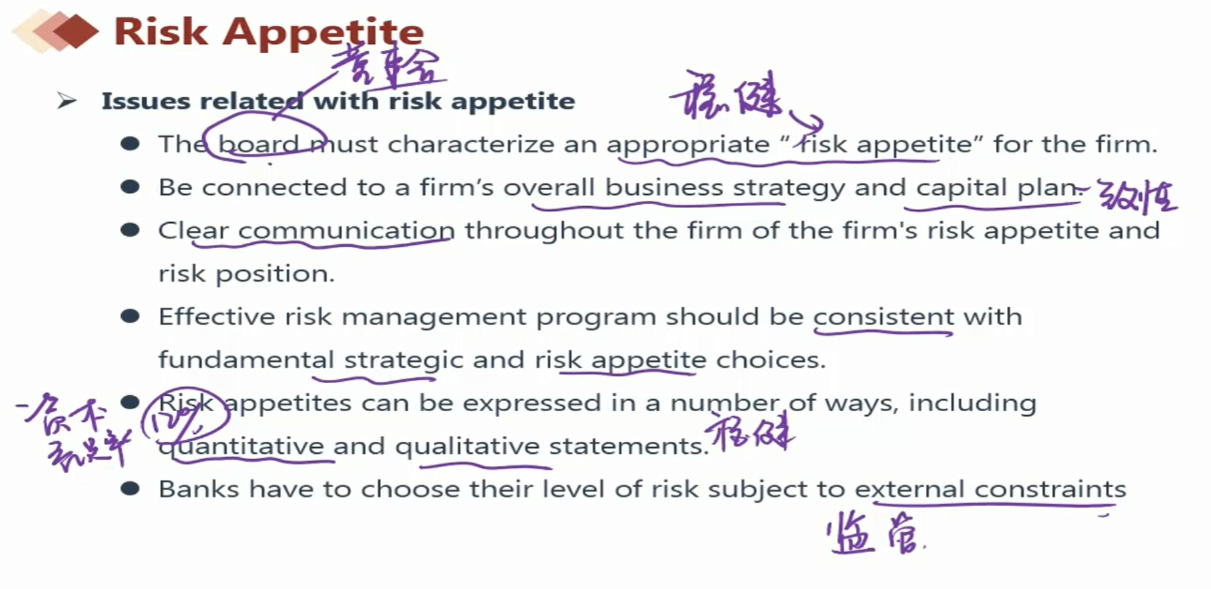 Risk Appetite
董事会
➤ Issues related with risk appetite
稳健
● The board must characterize an appropriate “risk appetite” for the firm.
● Be connected to a firm’s overall business strategy and capital plan. 一致性
● Clear communication throughout the firm of the firm's risk appetite and
risk position.
● Effective risk management program should be consistent with
fundamental strategic and risk appetite choices.
● Risk appetites can be expressed in a number of ways, including
资本
充足率
12%
quantitative and qualitative statements. 稳健
● Banks have to choose their level of risk subject to external constraints
监管